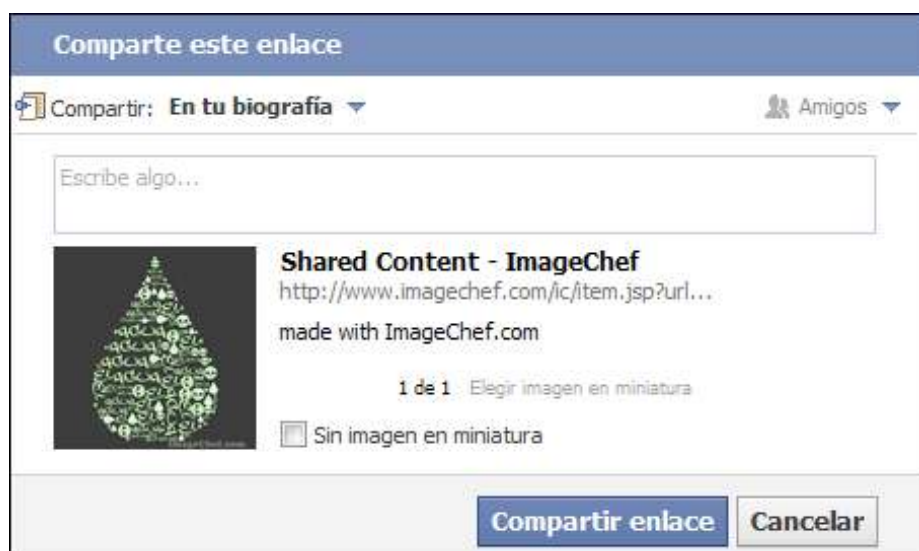 Comparte este enlace
Compartir: En tu biografía
Amigos
Escribe algo...
Shared Content - ImageChef
http://www.imagechef.com/ic/item.jsp?url...
made with ImageChef.com
1 de 1 Elegir imagen en miniatura
Sin imagen en miniatura
ImageChef.com
Compartir enlace
Cancelar